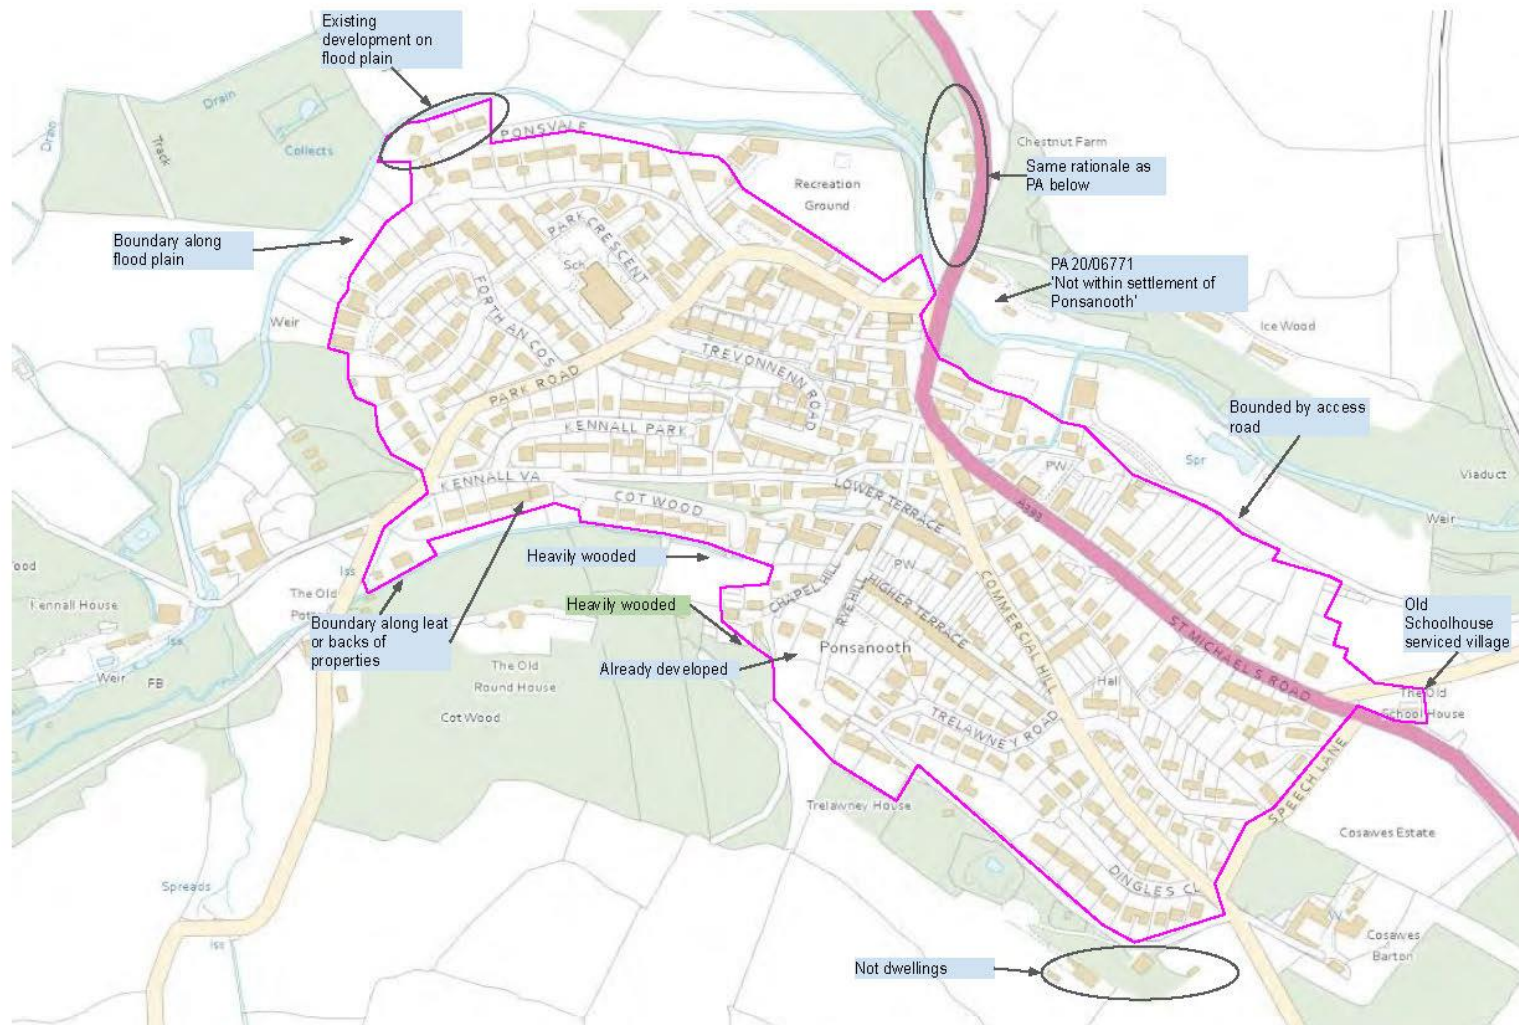 Existing
development on
flood plain
Drain
Drain
Track
Collects
PONSVALE
Chestnut Farm
Same rationale as
PA below
Recreation
Ground
Boundary along
flood plain
PARK CRESCENT
Sch
PA20/06771
'Not within settlement of
Ponsanooth'
FORTH AN COS
Weir
Ice Wood
TREVONNENN ROAD
PARK ROAD
Bounded by access
road
KENNALL PARK
Spr
PW
Viaduct
KENNALL VA
COT WOOD
LOWER TERRACE
A393
Weir
Heavily wooded
Iss
PW
CHAPEL HILL
RYE HILL
HIGHER TERRACE
COMMERCIAL HILL
The Old
Kennall House
Heavily wooded
Old
Schoolhouse
serviced village
Boundary along leat
or backs of
properties
Iss
Iss
ST MICHAEL'S ROAD
Ponsanooth
Already developed
The Old
Round House
Weir
FB
Hall
The Old
School House
Cot Wood
TRELAWNEY ROAD
SPEECH LANE
Trelawney House
Cosawes Estate
DINGLES CL
Spreads
Iss
Cosawes
Barton
Not dwellings